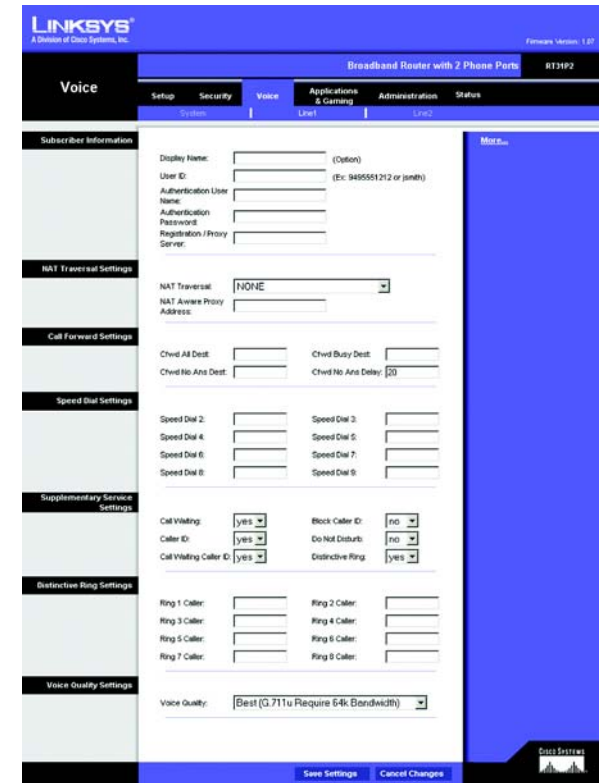 LINKSYS®
A Division of Cisco Systems, Inc.
Firmware Version: 1.07
Broadband Router with 2 Phone Ports RT31P2
Voice
Setup Security Voice Applications & Gaming Administration Status
System Line1 Line2
Subscriber Information
More...
Display Name: (Option)
User ID: (Ex: 9495551212 or jsmith)
Authentication User Name:
Authentication Password:
Registration / Proxy Server:
NAT Traversal Settings
NAT Traversal: NONE
NAT Aware Proxy Address:
Call Forward Settings
Cfwd All Dest: Cfwd Busy Dest:
Cfwd No Ans Dest: Cfwd No Ans Delay: 20
Speed Dial Settings
Speed Dial 2: Speed Dial 3:
Speed Dial 4: Speed Dial 5:
Speed Dial 6: Speed Dial 7:
Speed Dial 8: Speed Dial 9:
Supplementary Service Settings
Call Waiting: yes Block Caller ID: no
Caller ID: yes Do Not Disturb: no
Call Waiting Caller ID: yes Distinctive Ring: yes
Distinctive Ring Settings
Ring 1 Caller: Ring 2 Caller:
Ring 3 Caller: Ring 4 Caller:
Ring 5 Caller: Ring 6 Caller:
Ring 7 Caller: Ring 8 Caller:
Voice Quality Settings
Voice Quality: Best (G.711u Require 64k Bandwidth)
Save Settings Cancel Changes
CISCO SYSTEMS